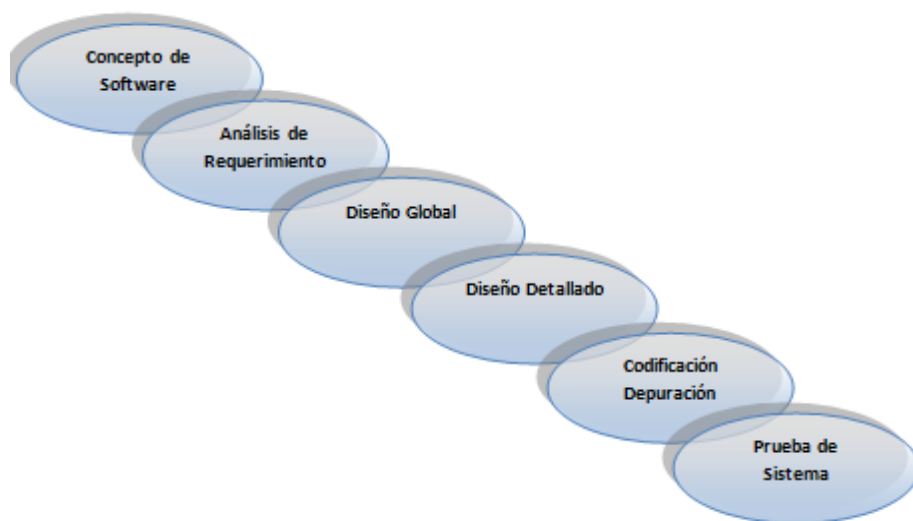 Concepto de
Software
Análisis de
Requerimiento
Diseño Global
Diseño Detallado
Codificación
Depuración
Prueba de
Sistema